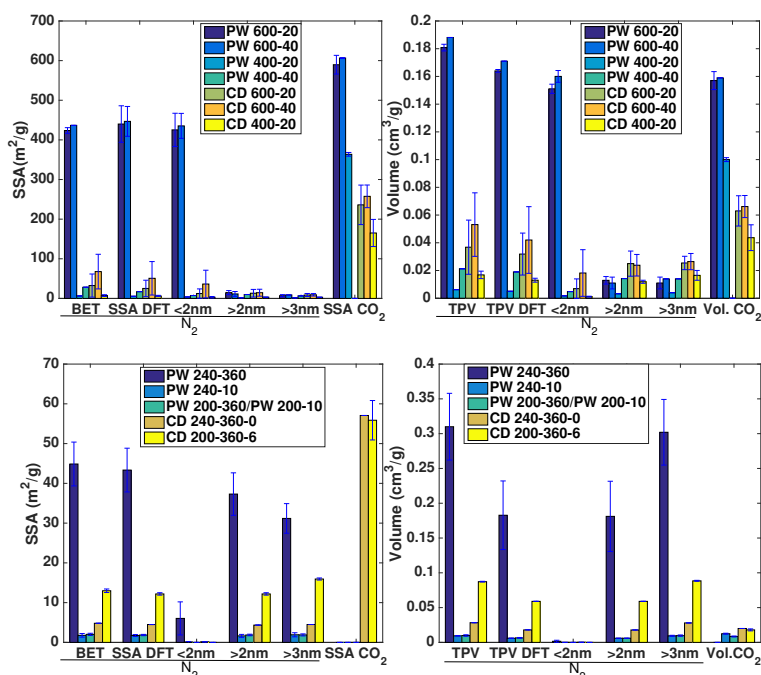 700
600
500
400
300
200
100
0
SSA(m²/g)
PW 600-20
PW 600-40
PW 400-20
PW 400-40
CD 600-20
CD 600-40
CD 400-20
BET SSA DFT <2nm >2nm >3nm SSA CO₂
N₂
0.2
0.18
0.16
0.14
0.12
0.1
0.08
0.06
0.04
0.02
0
Volume (cm³/g)
PW 600-20
PW 600-40
PW 400-20
PW 400-40
CD 600-20
CD 600-40
CD 400-20
TPV TPV DFT <2nm >2nm >3nm Vol. CO₂
N₂
70
60
50
40
30
20
10
0
SSA (m²/g)
PW 240-360
PW 240-10
PW 200-360/PW 200-10
CD 240-360-0
CD 200-360-6
BET SSA DFT <2nm >2nm >3nm SSA CO₂
N₂
0.4
0.35
0.3
0.25
0.2
0.15
0.1
0.05
0
Volume (cm³/g)
PW 240-360
PW 240-10
PW 200-360/PW 200-10
CD 240-360-0
CD 200-360-6
TPV TPV DFT <2nm >2nm >3nm Vol.CO₂
N₂